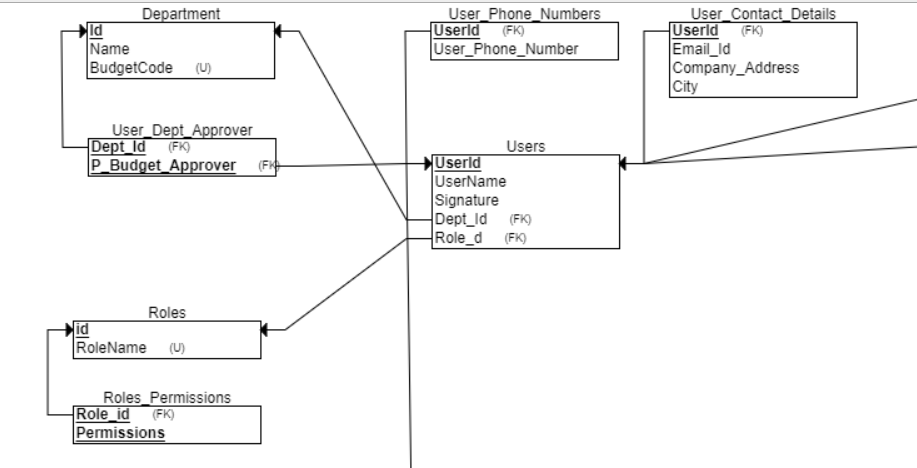 Department
Id
Name
BudgetCode (U)
User_Phone_Numbers
UserId (FK)
User_Phone_Number
User_Contact_Details
UserId (FK)
Email_Id
Company_Address
City
User_Dept_Approver
Dept_Id (FK)
P_Budget_Approver (FK)
Users
UserId
UserName
Signature
Dept_Id (FK)
Role_d (FK)
Roles
id
RoleName (U)
Roles_Permissions
Role_id (FK)
Permissions